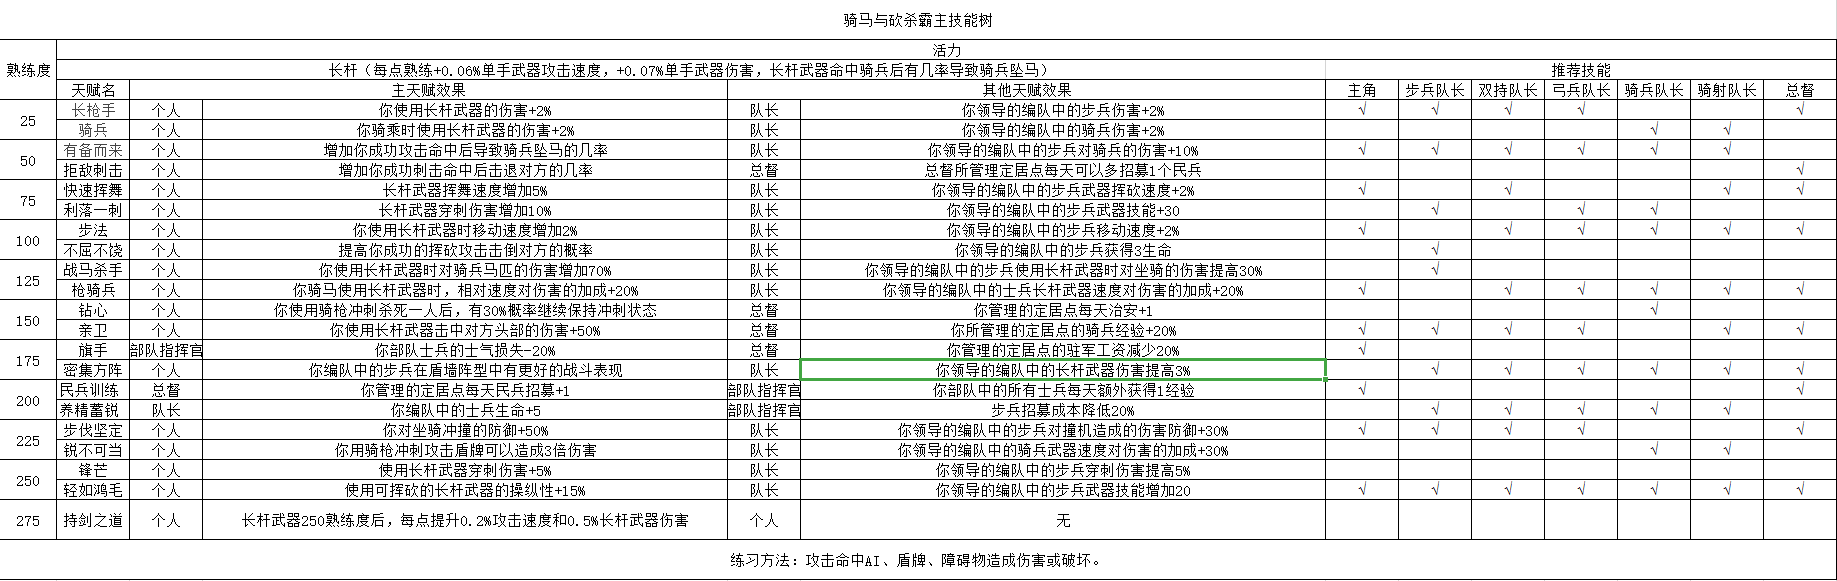 骑马与砍杀霸主技能树
熟练度
活力
长杆（每点熟练+0.06%单手武器攻击速度，+0.07%单手武器伤害，长杆武器命中骑兵后有几率导致骑兵坠马）
推荐技能
天赋名 主天赋效果 其他天赋效果 主角 步兵队长 双持队长 弓兵队长 骑兵队长 骑射队长 总督
25
长枪手 个人 你使用长杆武器的伤害+2% 队长 你领导的编队中的步兵伤害+2% √ √ √ √ √
骑兵 个人 你骑乘时使用长杆武器的伤害+2% 队长 你领导的编队中的骑兵伤害+2% √ √
50
有备而来 个人 增加你成功攻击命中后导致骑兵坠马的几率 队长 你领导的编队中的步兵对骑兵的伤害+10% √ √ √ √ √ √
拒敌刺击 个人 增加你成功刺击命中后击退对方的几率 总督 总督所管理定居点每天可以多招募1个民兵 √
75
快速挥舞 个人 长杆武器挥舞速度增加5% 队长 你领导的编队中的步兵武器挥砍速度+2% √ √ √ √
利落一刺 个人 长杆武器穿刺伤害增加10% 队长 你领导的编队中的步兵武器技能+30 √ √ √
100
步法 个人 你使用长杆武器时移动速度增加2% 队长 你领导的编队中的步兵移动速度+2% √ √ √ √ √ √
不屈不饶 个人 提高你成功的挥砍攻击击倒对方的概率 队长 你领导的编队中的步兵获得3生命 √
125
战马杀手 个人 你使用长杆武器时对骑兵马匹的伤害增加70% 队长 你领导的编队中的步兵使用长杆武器时对坐骑的伤害提高30% √
枪骑兵 个人 你骑马使用长杆武器时，相对速度对伤害的加成+20% 队长 你领导的编队中的士兵长杆武器速度对伤害的加成+20% √ √ √ √ √ √
150
钻心 个人 你使用骑枪冲刺杀死一人后，有30%概率继续保持冲刺状态 总督 你管理的定居点每天治安+1 √
亲卫 个人 你使用长杆武器击中对方头部的伤害+50% 总督 你所管理的定居点的骑兵经验+20% √ √ √ √ √ √
175
旗手 部队指挥官 你部队士兵的士气损失-20% 总督 你管理的定居点的驻军工资减少20% √
密集方阵 个人 你编队中的步兵在盾墙阵型中有更好的战斗表现 队长 你领导的编队中的长杆武器伤害提高3% √ √ √ √ √ √
200
民兵训练 总督 你管理的定居点每天民兵招募+1 部队指挥官 你部队中的所有士兵每天额外获得1经验 √ √
养精蓄锐 队长 你编队中的士兵生命+5 部队指挥官 步兵招募成本降低20% √ √ √ √ √
225
步伐坚定 个人 你对坐骑冲撞的防御+50% 队长 你领导的编队中的步兵对撞机造成的伤害防御+30% √ √ √ √ √
锐不可当 个人 你用骑枪冲刺攻击盾牌可以造成3倍伤害 队长 你领导的编队中的骑兵武器速度对伤害的加成+30% √ √
250
锋芒 个人 使用长杆武器穿刺伤害+5% 队长 你领导的编队中的步兵穿刺伤害提高5%
轻如鸿毛 个人 使用可挥砍的长杆武器的操纵性+15% 队长 你领导的编队中的步兵武器技能增加20 √ √ √ √ √ √ √
275 持剑之道 个人 长杆武器250熟练度后，每点提升0.2%攻击速度和0.5%长杆武器伤害 个人 无
练习方法：攻击命中AI、盾牌、障碍物造成伤害或破坏。